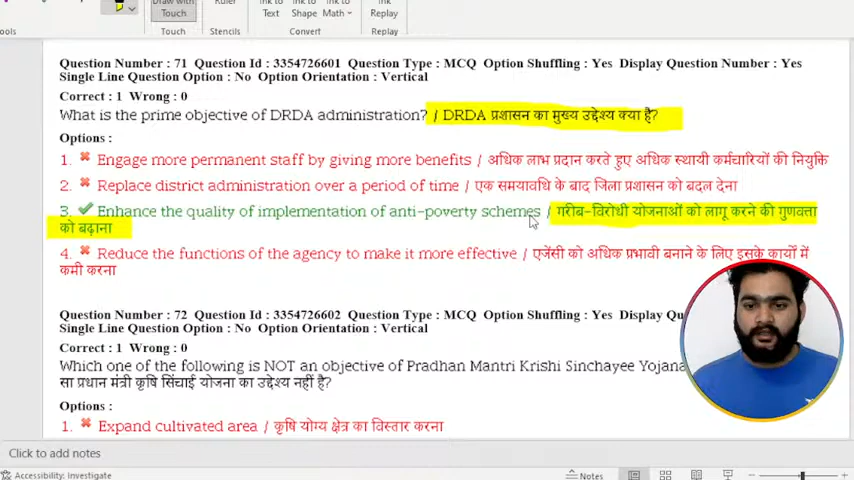 Draw with
Touch
Ruler
Ink to
Text
Ink to
Shape
Ink to
Math
Ink
Replay
ools
Touch
Stencils
Convert
Replay
Question Number : 71 Question Id : 3354726601 Question Type : MCQ Option Shuffling : Yes Display Question Number : Yes
Single Line Question Option : No Option Orientation : Vertical
Correct : 1 Wrong : 0
What is the prime objective of DRDA administration? / DRDA प्रशासन का मुख्य उद्देश्य क्या है?
Options :
1. Engage more permanent staff by giving more benefits / अधिक लाभ प्रदान करते हुए अधिक स्थायी कर्मचारियों की नियुक्ति
2. Replace district administration over a period of time / एक समयावधि के बाद जिला प्रशासन को बदल देना
3. Enhance the quality of implementation of anti-poverty schemes / गरीब-विरोधी योजनाओं को लागू करने की गुणवत्ता
को बढ़ाना
4. Reduce the functions of the agency to make it more effective / एजेंसी को अधिक प्रभावी बनाने के लिए इसके कार्यों में
कमी करना
Question Number : 72 Question Id : 3354726602 Question Type : MCQ Option Shuffling : Yes Display Qu
Single Line Question Option : No Option Orientation : Vertical
Correct : 1 Wrong : 0
Which one of the following is NOT an objective of Pradhan Mantri Krishi Sinchayee Yojana
सा प्रधान मंत्री कृषि सिंचाई योजना का उद्देश्य नहीं है?
Options :
1. Expand cultivated area / कृषि योग्य क्षेत्र का विस्तार करना
Click to add notes
Accessibility: Investigate
Notes